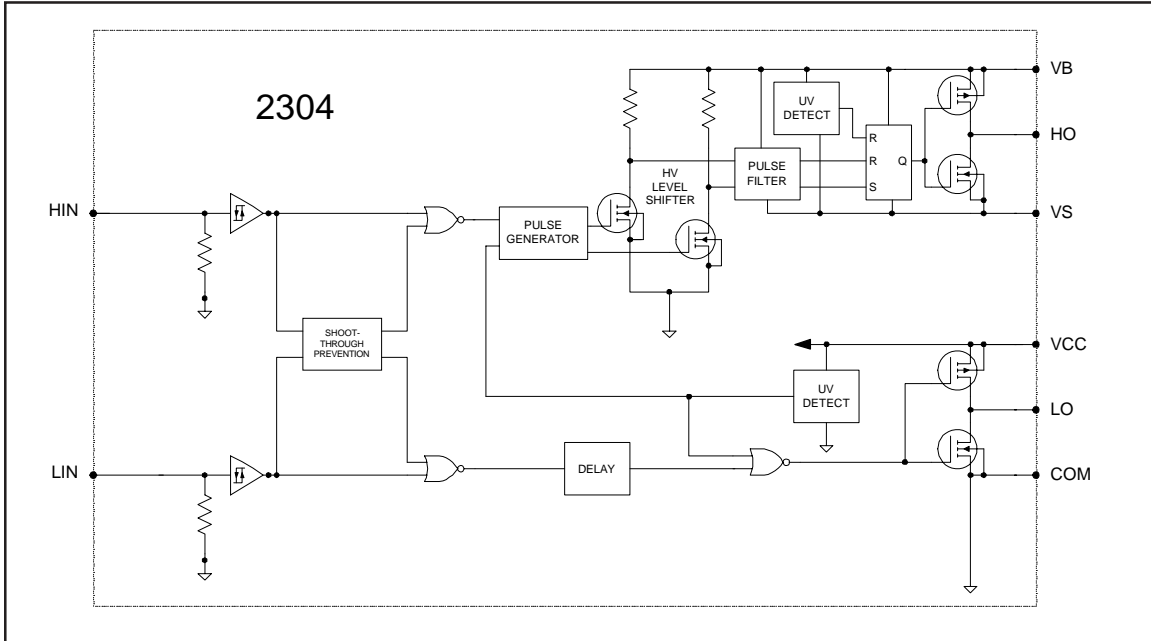 2304
VB
UV
DETECT
HO
R
R
Q
S
PULSE
FILTER
HV
LEVEL
SHIFTER
HIN
VS
PULSE
GENERATOR
SHOOT-
THROUGH
PREVENTION
VCC
UV
DETECT
LO
LIN
DELAY
COM